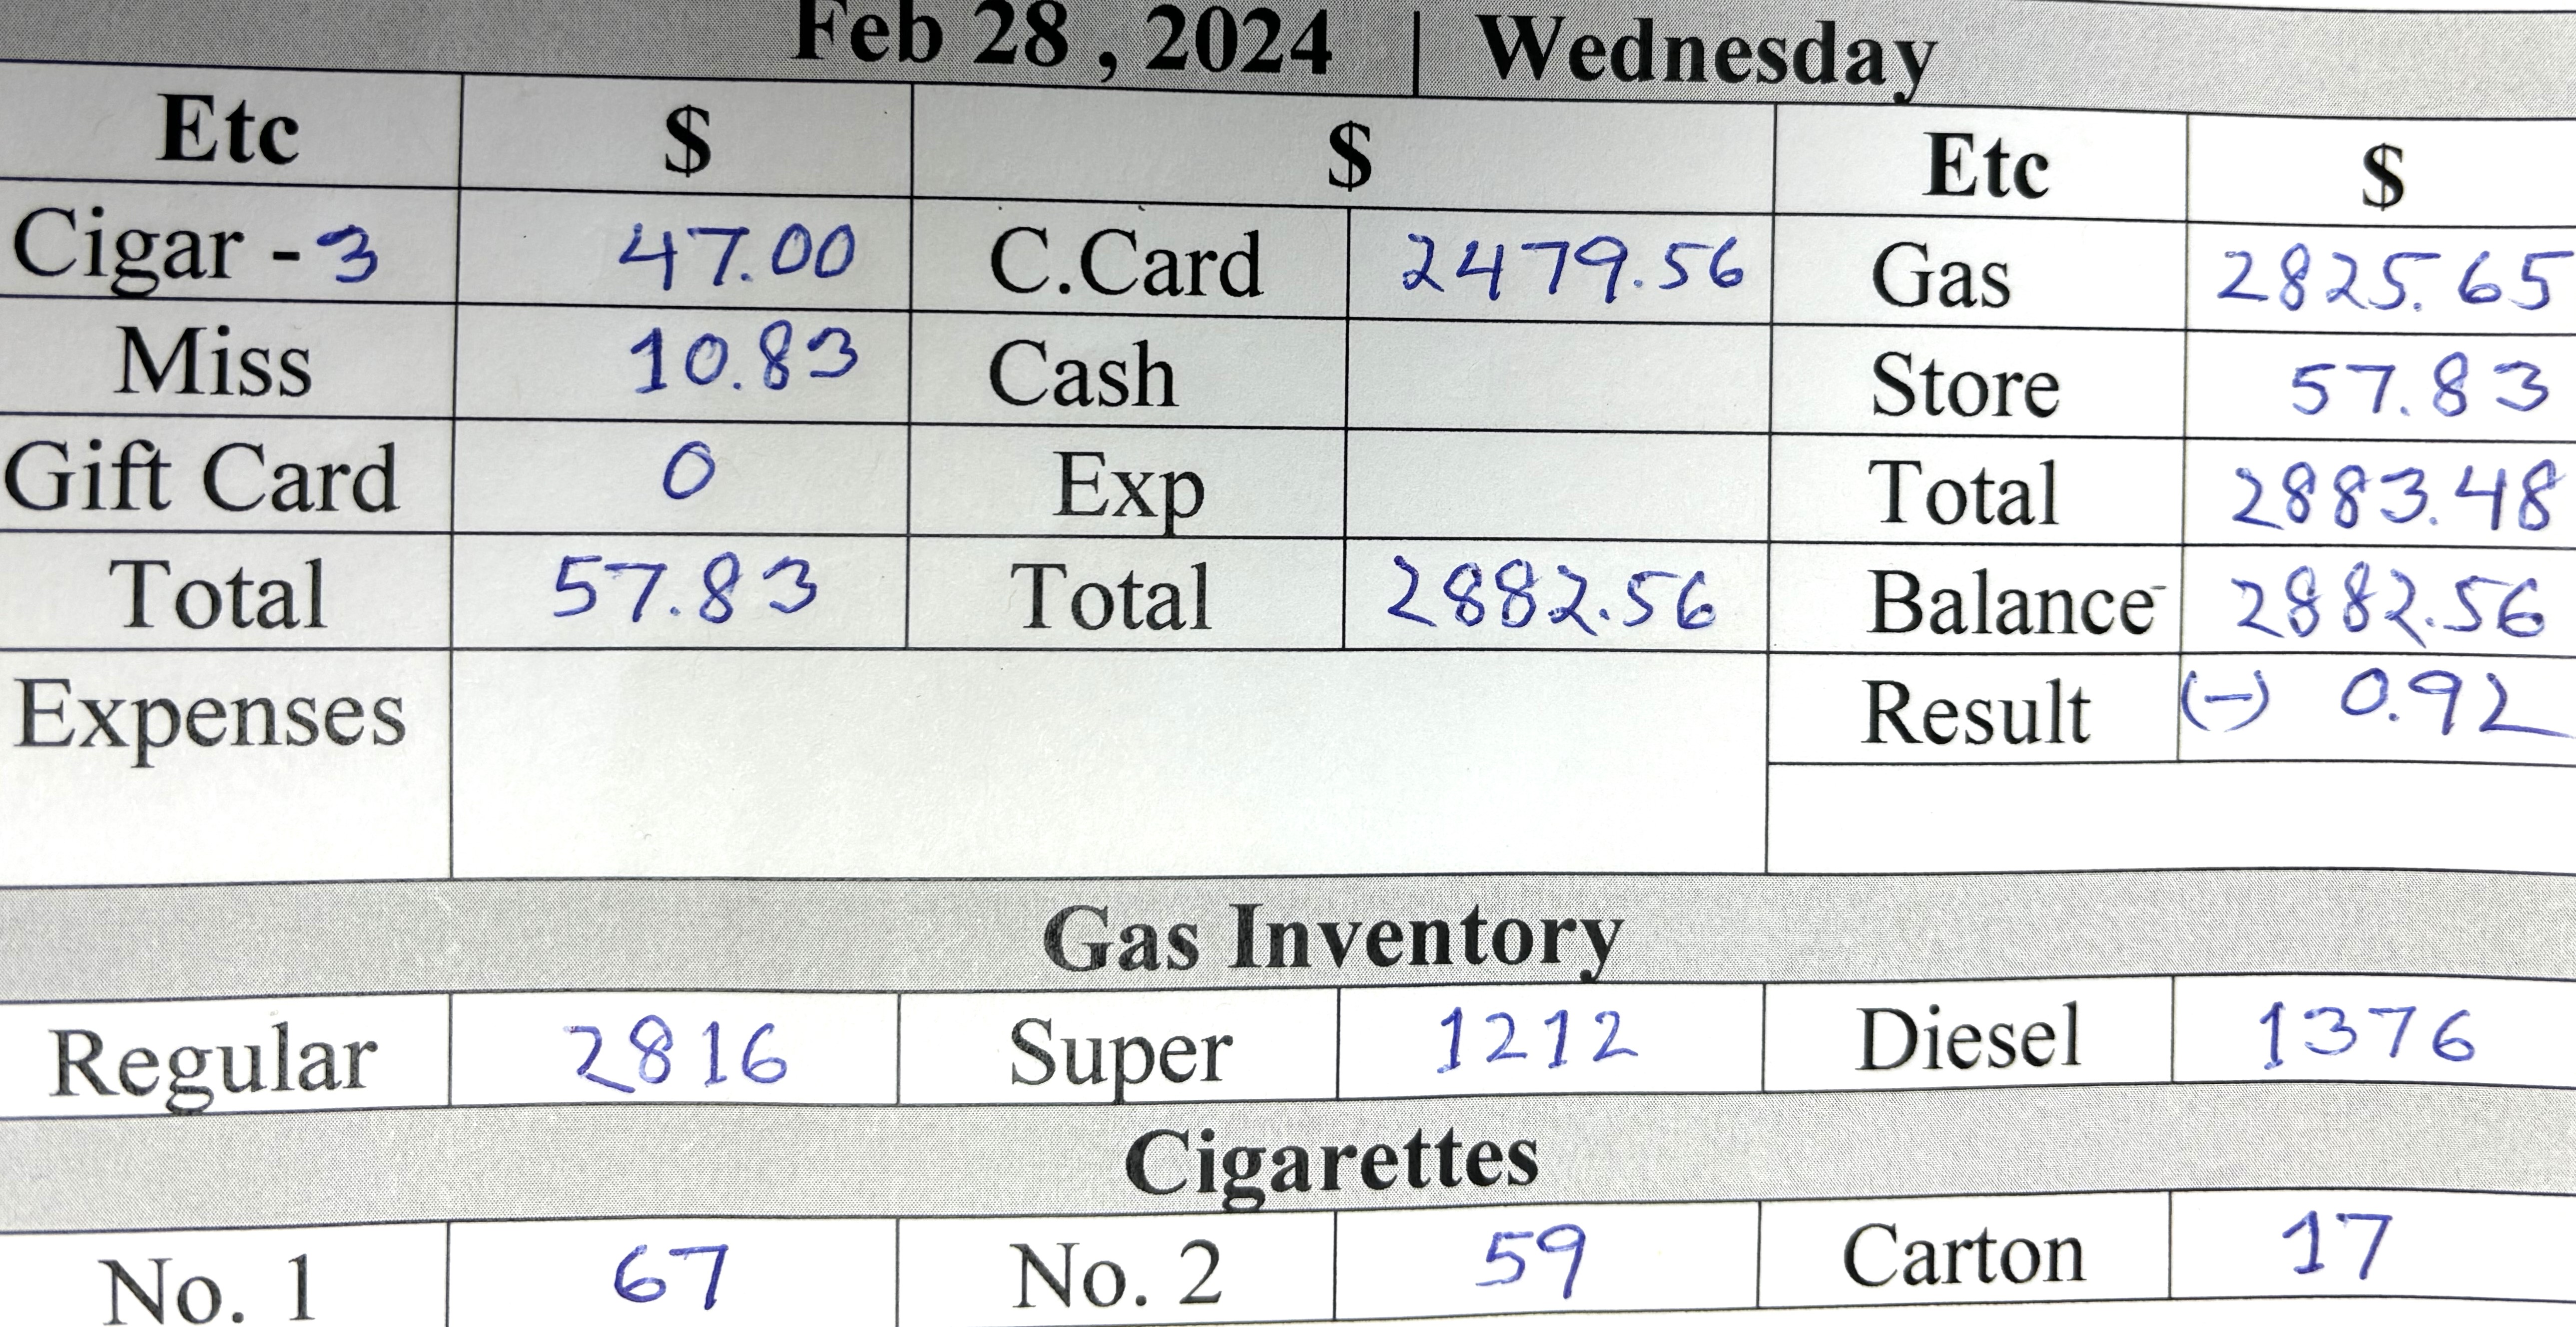 Feb 28 , 2024 | Wednesday
Etc $ $ Etc $
Cigar - 3 47.00 C.Card 2479.56 Gas 2825.65
Miss 10.83 Cash Store 57.83
Gift Card 0 Exp Total 2883.48
Total 57.83 Total 2882.56 Balance- 2882.56
Expenses Result (-) 0.92
Gas Inventory
Regular 2816 Super 1212 Diesel 1376
Cigarettes
No. 1 67 No. 2 59 Carton 17